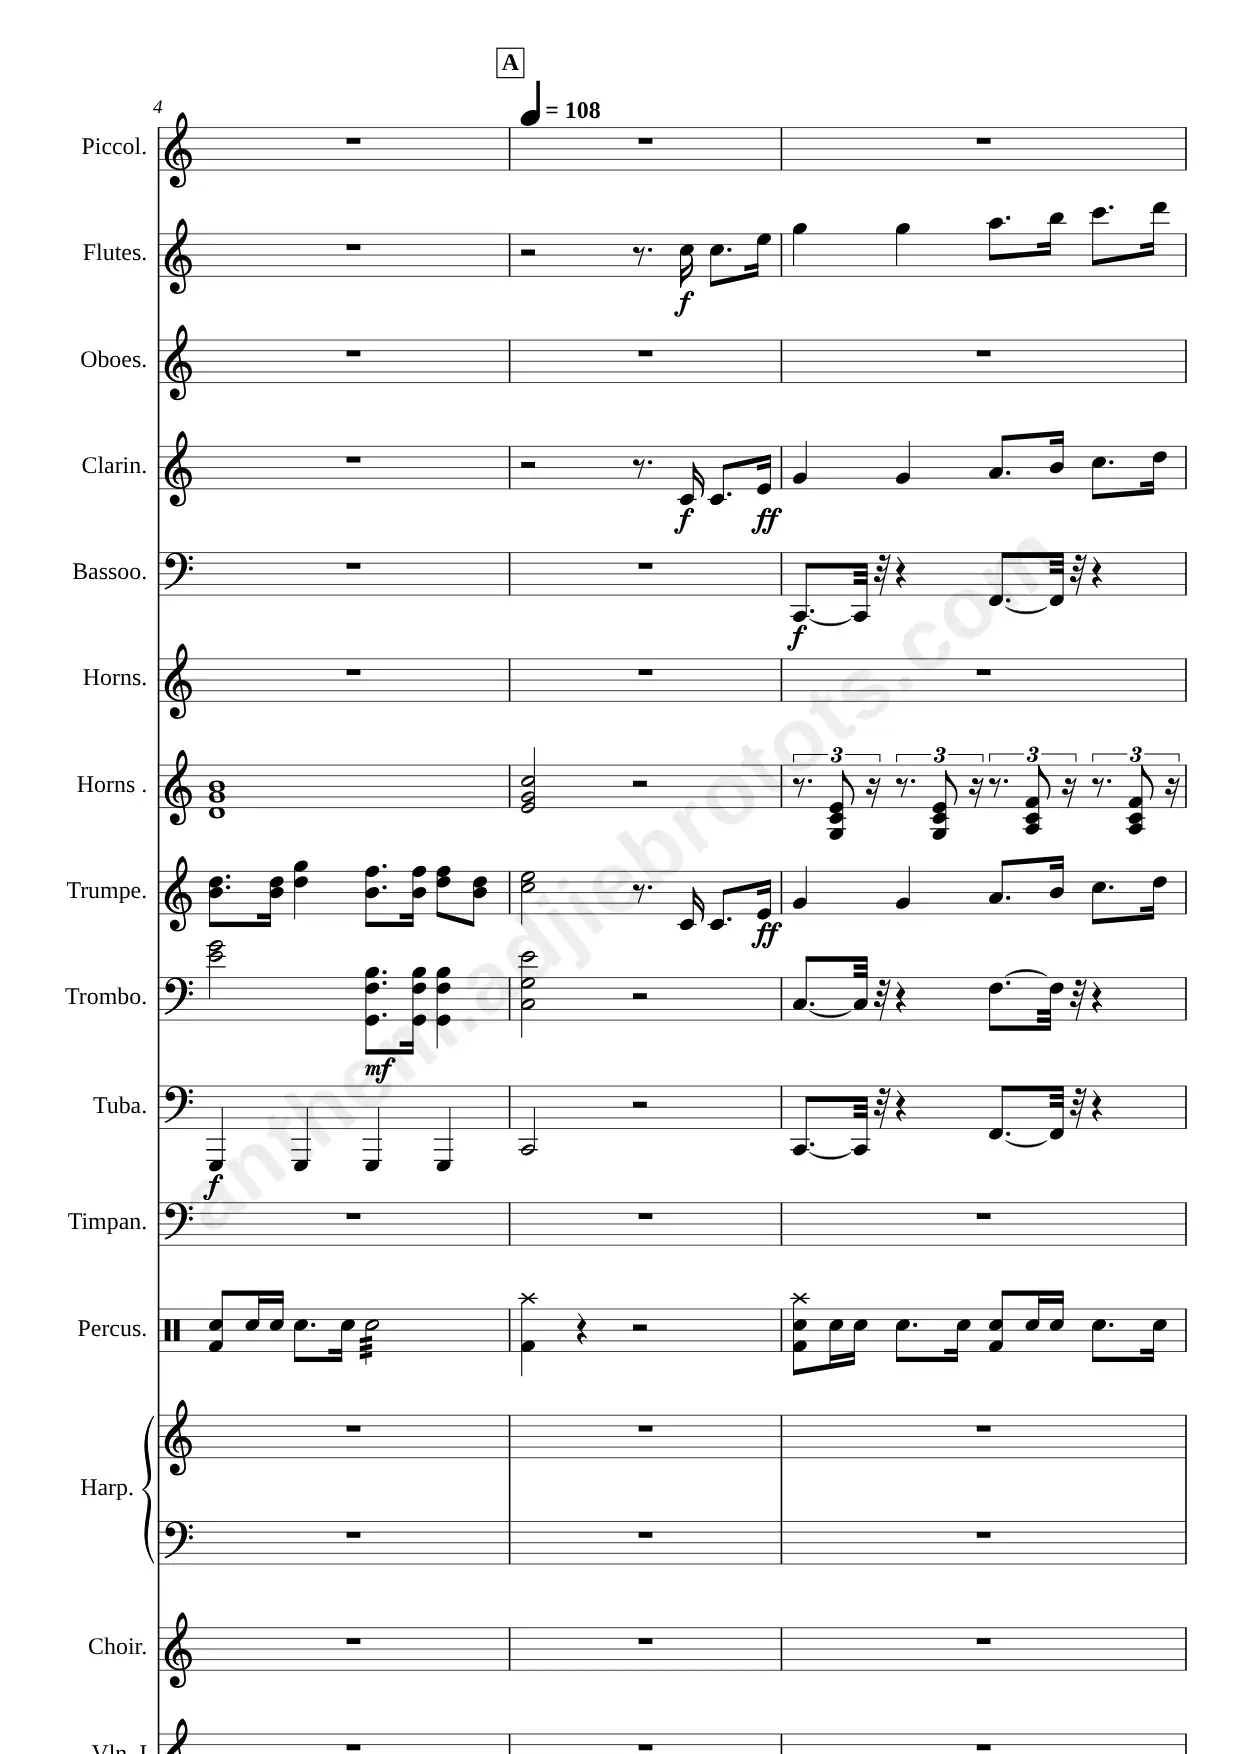 A
4
= 108
Piccol.
Flutes.
f
Oboes.
Clarin.
f ff
Bassoo.
f
Horns.
Horns .
3 3 3 3
Trumpe.
ff
Trombo.
mf
Tuba.
f
Timpan.
Percus.
Harp.
Choir.
Vln. I
anthem.adjiebrotots.com